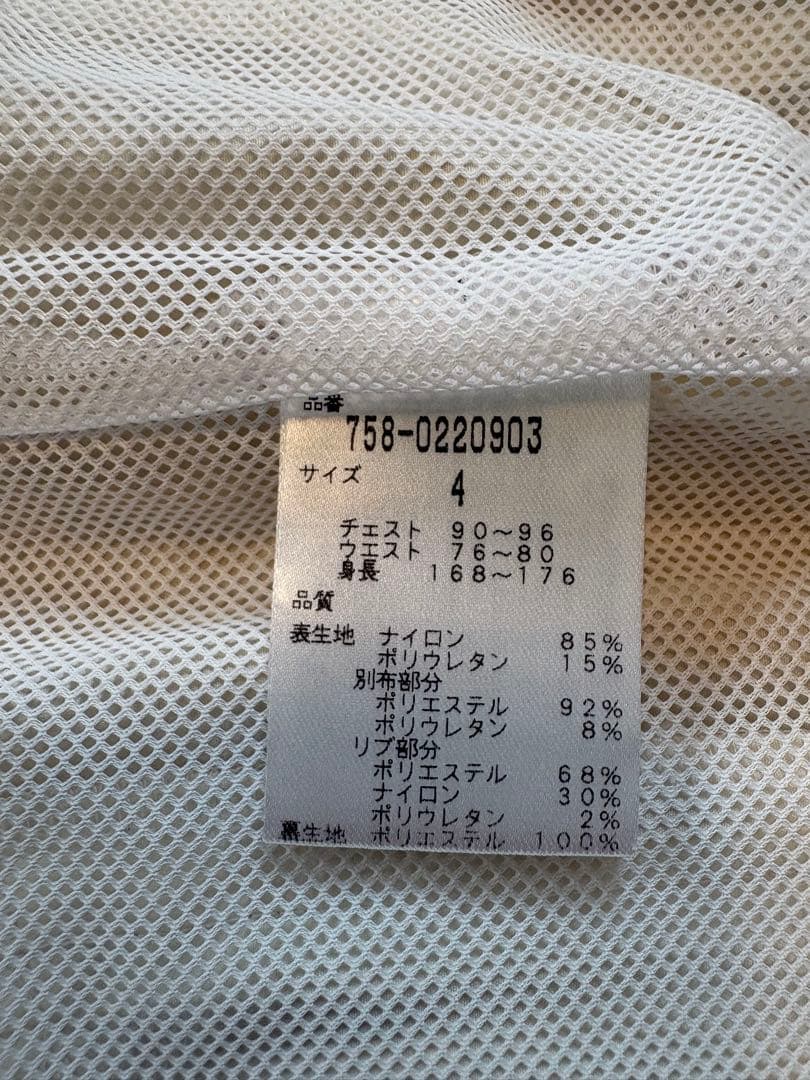 品番
758-0220903
サイズ
4
チェスト 90～96
ウエスト 76～80
身長 168～176
品質
表生地 ナイロン 85%
ポリウレタン 15%
別布部分
ポリエステル 92%
ポリウレタン 8%
リブ部分
ポリエステル 68%
ナイロン 30%
ポリウレタン 2%
裏生地 ポリエステル 100%